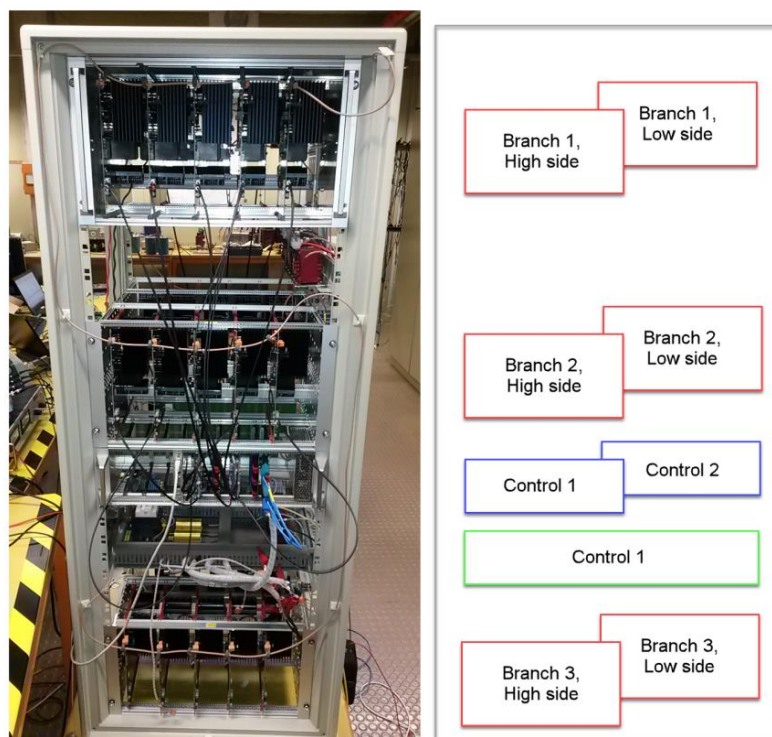 Branch 1,
High side
Branch 1,
Low side
Branch 2,
High side
Branch 2,
Low side
Control 1
Control 2
Control 1
Branch 3,
High side
Branch 3,
Low side